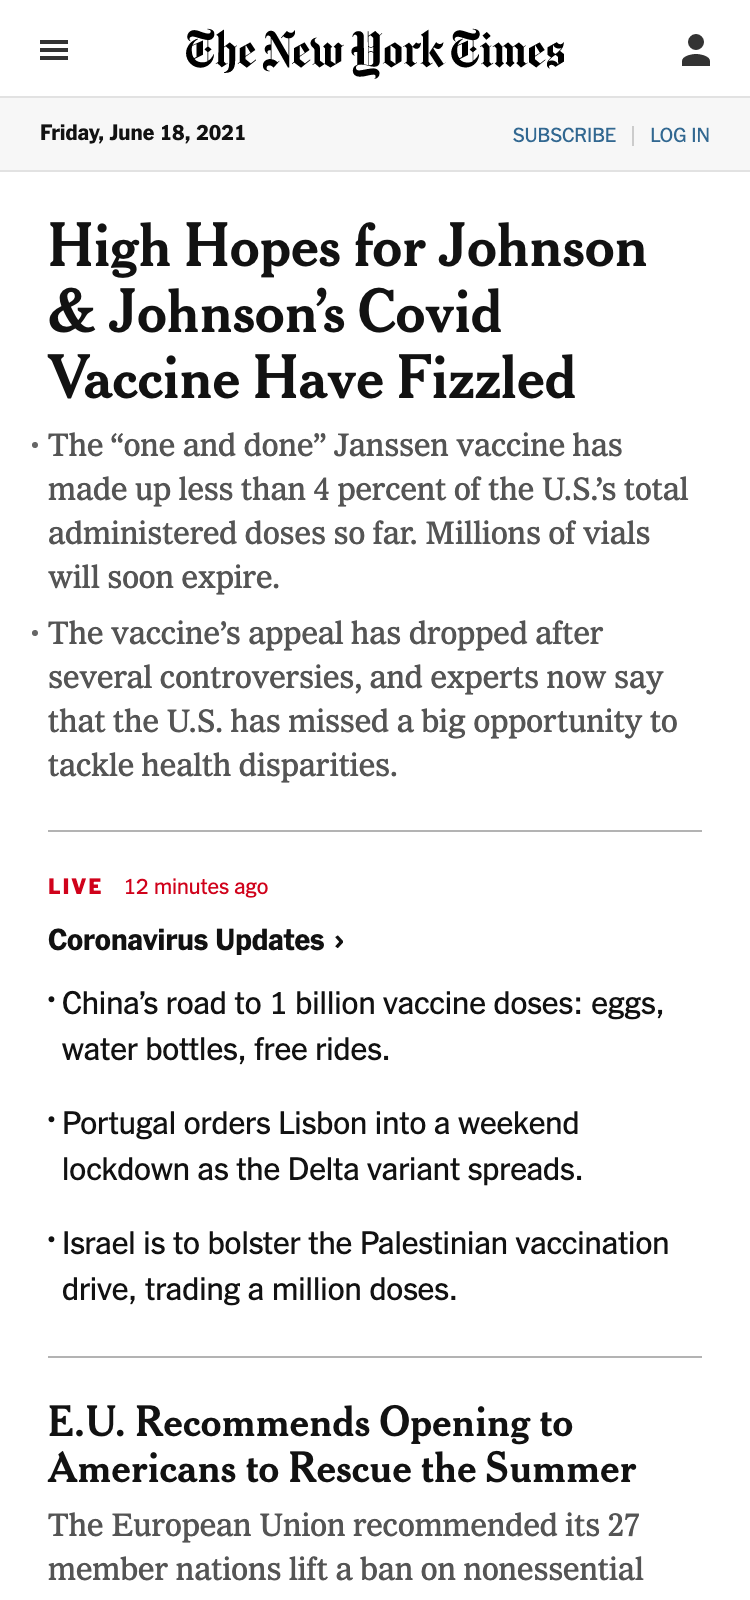 The New York Times
Friday, June 18, 2021
SUBSCRIBE | LOG IN
High Hopes for Johnson
& Johnson’s Covid
Vaccine Have Fizzled
• The “one and done” Janssen vaccine has
made up less than 4 percent of the U.S.’s total
administered doses so far. Millions of vials
will soon expire.
• The vaccine’s appeal has dropped after
several controversies, and experts now say
that the U.S. has missed a big opportunity to
tackle health disparities.
LIVE 12 minutes ago
Coronavirus Updates ›
• China’s road to 1 billion vaccine doses: eggs,
water bottles, free rides.
• Portugal orders Lisbon into a weekend
lockdown as the Delta variant spreads.
• Israel is to bolster the Palestinian vaccination
drive, trading a million doses.
E.U. Recommends Opening to
Americans to Rescue the Summer
The European Union recommended its 27
member nations lift a ban on nonessential